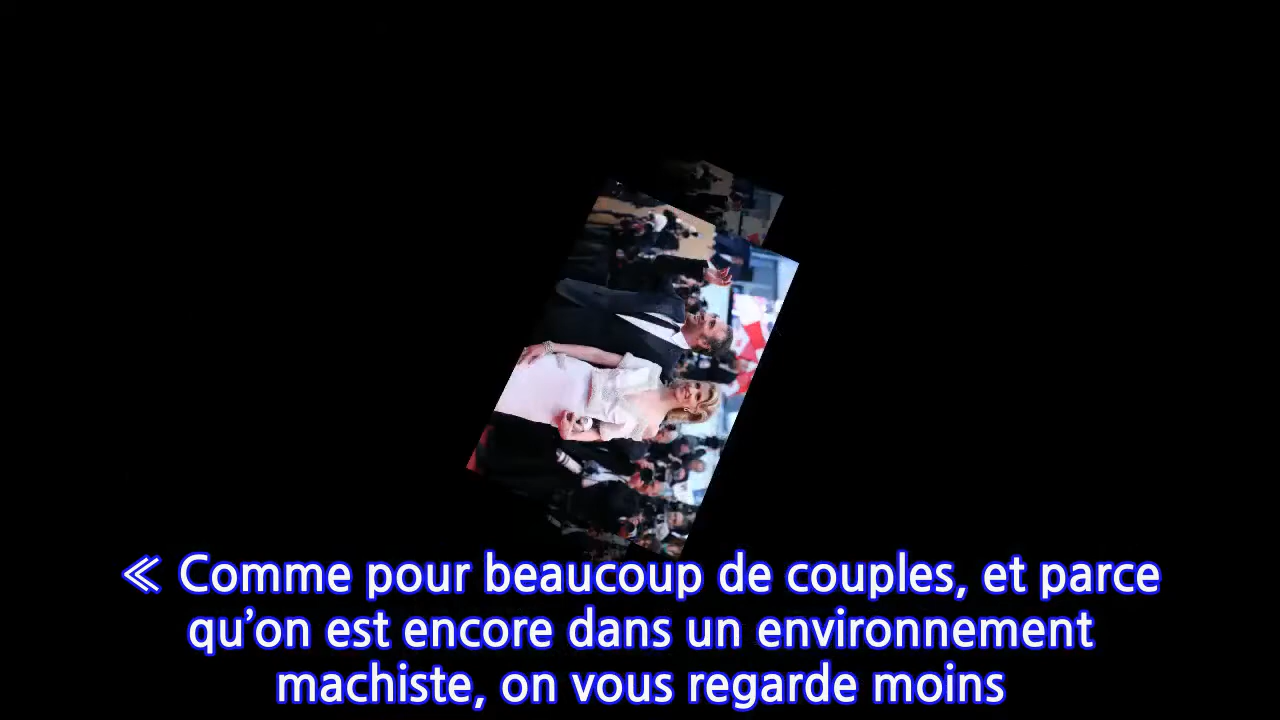 ≪ Comme pour beaucoup de couples, et parce
qu’on est encore dans un environnement
machiste, on vous regarde moins